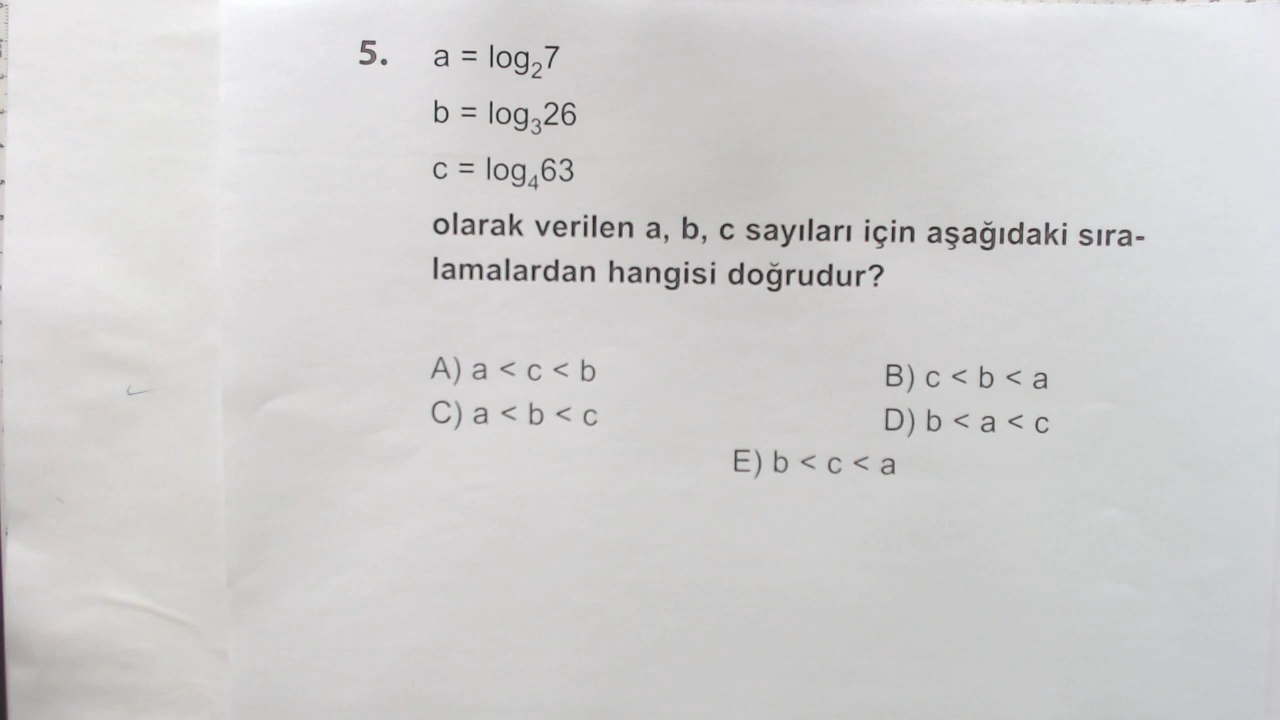 5. a = log₂7
b = log₃26
c = log₄63
olarak verilen a, b, c sayıları için aşağıdaki sıra-
lamalardan hangisi doğrudur?
A) a < c < b B) c < b < a
C) a < b < c D) b < a < c
E) b < c < a